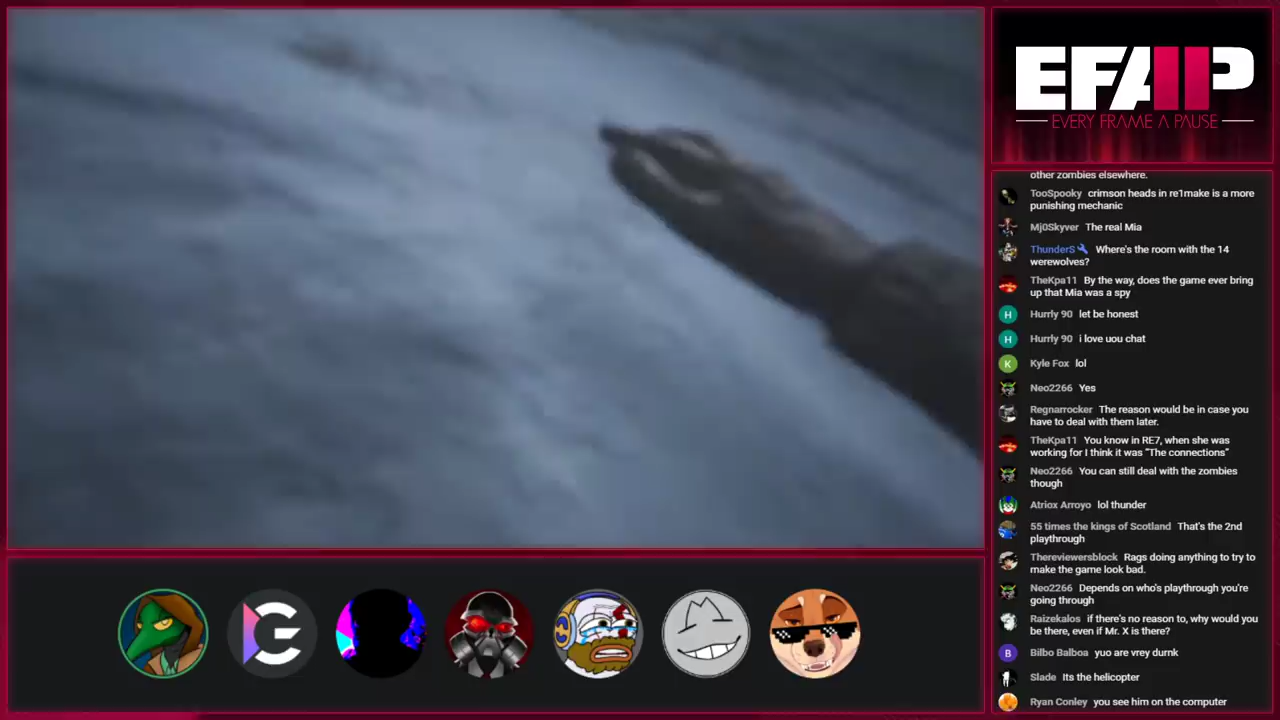 EFAP
EVERY FRAME A PAUSE
other zombies elsewhere.
TooSpooky crimson heads in re1make is a more
punishing mechanic
Mj0Skyver The real Mia
ThunderS Where's the room with the 14
werewolves?
TheKpa11 By the way, does the game ever bring
up that Mia was a spy
H Hurrly 90 let be honest
H Hurrly 90 i love uou chat
K Kyle Fox lol
Neo2266 Yes
Regnarrocker The reason would be in case you
have to deal with them later.
TheKpa11 You know in RE7, when she was
working for I think it was “The connections”
Neo2266 You can still deal with the zombies
though
Atriox Arroyo lol thunder
55 times the kings of Scotland That's the 2nd
playthrough
Thereviewersblock Rags doing anything to try to
make the game look bad.
Neo2266 Depends on who's playthrough you're
going through
Raizekalos if there's no reason to, why would you
be there, even if Mr. X is there?
B Bilbo Balboa yuo are vrey durnk
Slade Its the helicopter
Ryan Conley you see him on the computer